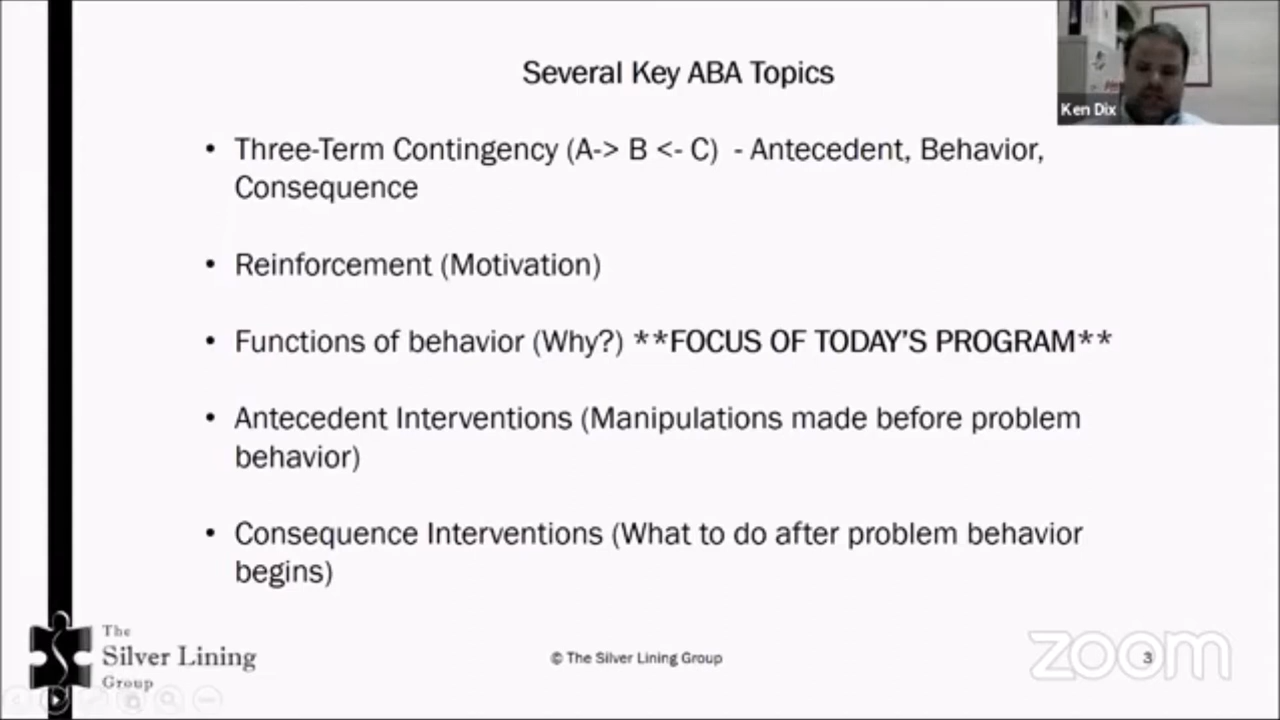 Several Key ABA Topics
Ken Dix
• Three-Term Contingency (A-> B <- C)  - Antecedent, Behavior,
Consequence
• Reinforcement (Motivation)
• Functions of behavior (Why?) **FOCUS OF TODAY'S PROGRAM**
• Antecedent Interventions (Manipulations made before problem
behavior)
• Consequence Interventions (What to do after problem behavior
begins)
The
Silver Lining
Group
© The Silver Lining Group
3
zoom